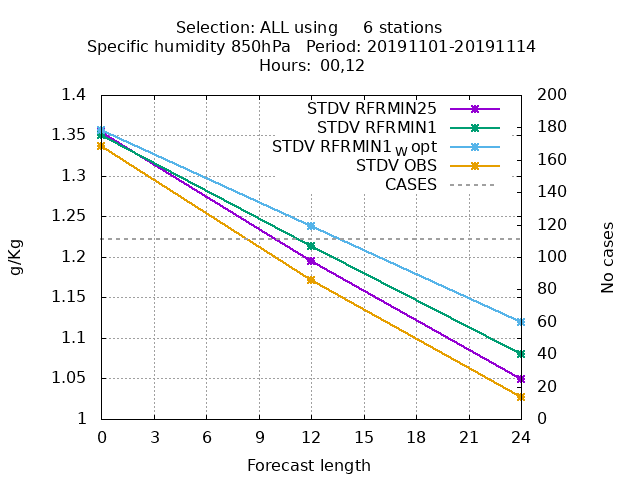 Selection: ALL using     6 stations
Specific humidity 850hPa   Period: 20191101-20191114
Hours:  00,12
STDV RFRMIN25
STDV RFRMIN1
STDV RFRMIN1 w opt
STDV OBS
CASES
1.4
1.35
1.3
1.25
1.2
1.15
1.1
1.05
1
g/Kg
200
180
160
140
120
100
80
60
40
20
0
No cases
0 3 6 9 12 15 18 21 24
Forecast length